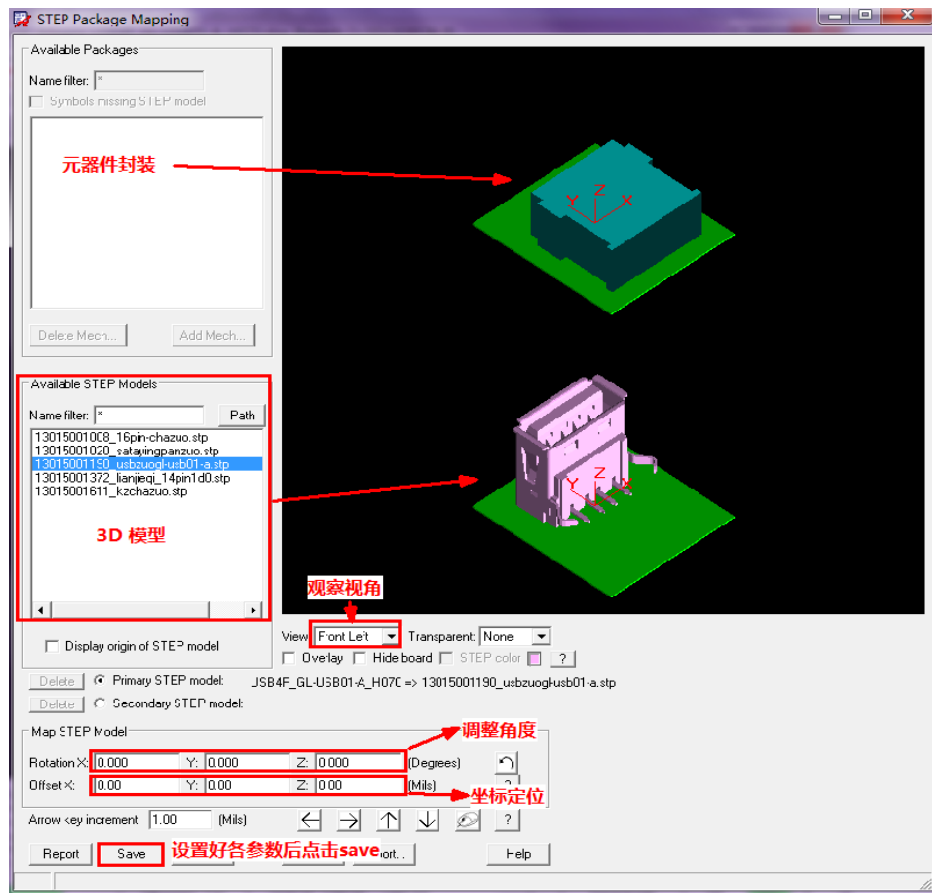 STEP Package Mapping
Available Packages
Name filter: *
Symbols missing STEP model
元器件封装
Delete Mech...
Add Mech...
Z
Y
X
Available STEP Models
Name filter: *
Path
13015001008_16pin-chazuo.stp
13015001020_satayingpanzuo.stp
13015001190_usbzuogl-usb01-a.stp
13015001372_lianjieqi_14pin1d0.stp
13015001611_kzchazuo.stp
3D 模型
Z
Y
X
观察视角
Display origin of STEP model
View: Front Left
Transparent: None
Overlay
Hide board
STEP color
?
Delete
Primary STEP model:
USB4F_GL-USB01-A_H070 => 13015001190_usbzuogl-usb01-a.stp
Delete
Secondary STEP model:
Map STEP Model
调整角度
Rotation X: 0.000 Y: 0.000 Z: 0.000 (Degrees)
Offset X: 0.00 Y: 0.00 Z: 0.00 (Mils)
坐标定位
Arrow key increment 1.00 (Mils)
?
Report
Save
设置好各参数后点击save
Help